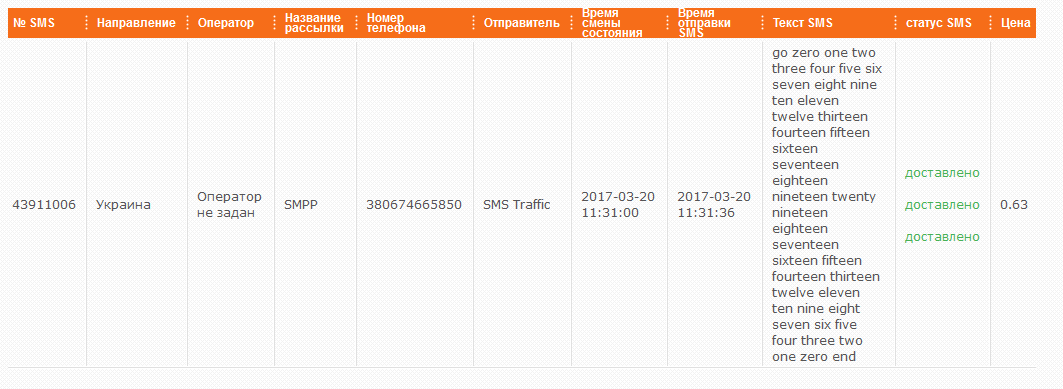 № SMS
Направление
Оператор
Название
рассылки
Номер
телефона
Отправитель
Время
смены
состояния
Время
отправки
SMS
Текст SMS
статус SMS
Цена
43911006
Украина
Оператор
не задан
SMPP
380674665850
SMS Traffic
2017-03-20
11:31:00
2017-03-20
11:31:36
go zero one two
three four five six
seven eight nine
ten eleven
twelve thirteen
fourteen fifteen
sixteen
seventeen
eighteen
nineteen twenty
nineteen
eighteen
seventeen
sixteen fifteen
fourteen thirteen
twelve eleven
ten nine eight
seven six five
four three two
one zero end
доставлено
доставлено
доставлено
0.63